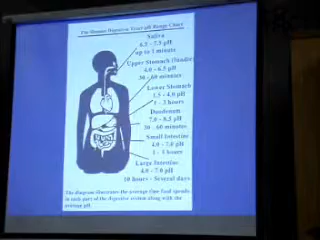 The Human Digestive Tract pH Range Chart
Saliva
6.5 - 7.5 pH
up to 1 minute
Upper Stomach (fundus)
4.0 - 6.5 pH
30 - 60 minutes
Lower Stomach
1.5 - 4.0 pH
1 - 3 hours
Duodenum
7.0 - 8.5 pH
30 - 60 minutes
Small Intestine
4.0 - 7.0 pH
1 - 5 hours
Large Intestine
4.0 - 7.0 pH
10 hours - Several days
The diagram illustrates the average time food spends
in each part of the digestive system along with the
average pH.